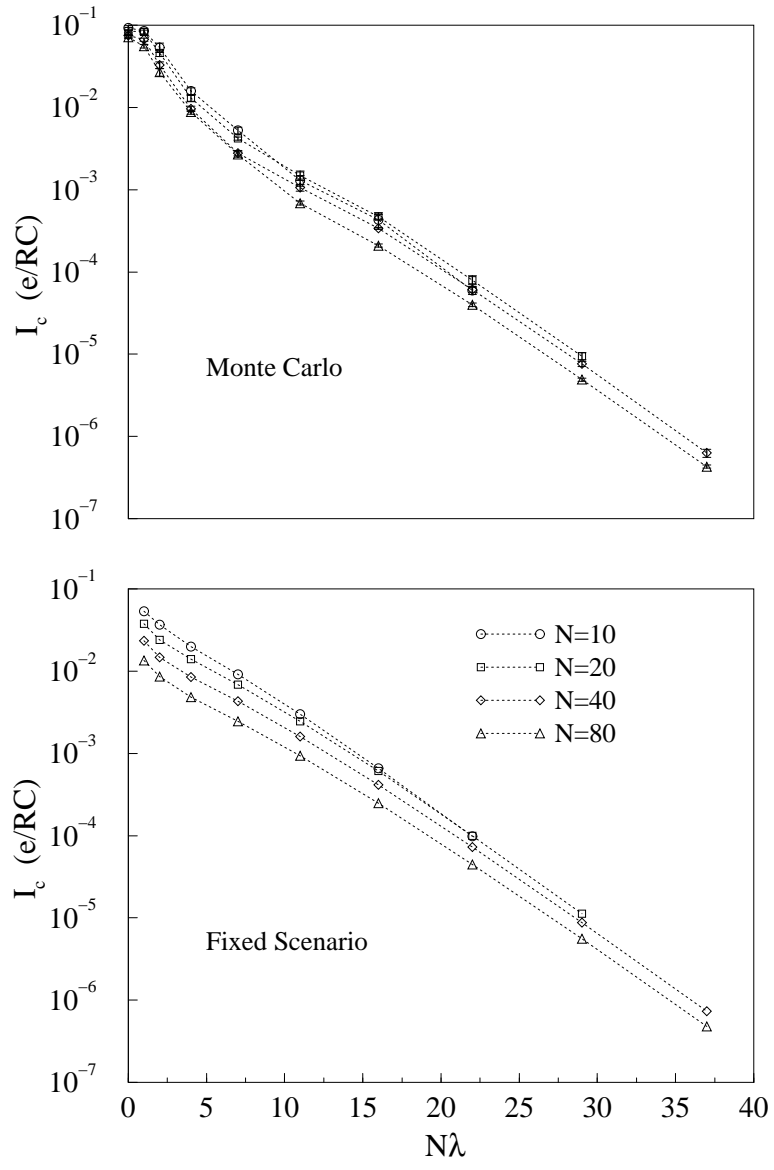 10⁻¹
10⁻²
10⁻³
10⁻⁴
10⁻⁵
10⁻⁶
10⁻⁷
I_c (e/RC)
Monte Carlo
10⁻¹
10⁻²
10⁻³
10⁻⁴
10⁻⁵
10⁻⁶
10⁻⁷
I_c (e/RC)
N=10
N=20
N=40
N=80
Fixed Scenario
0 5 10 15 20 25 30 35 40
Nλ